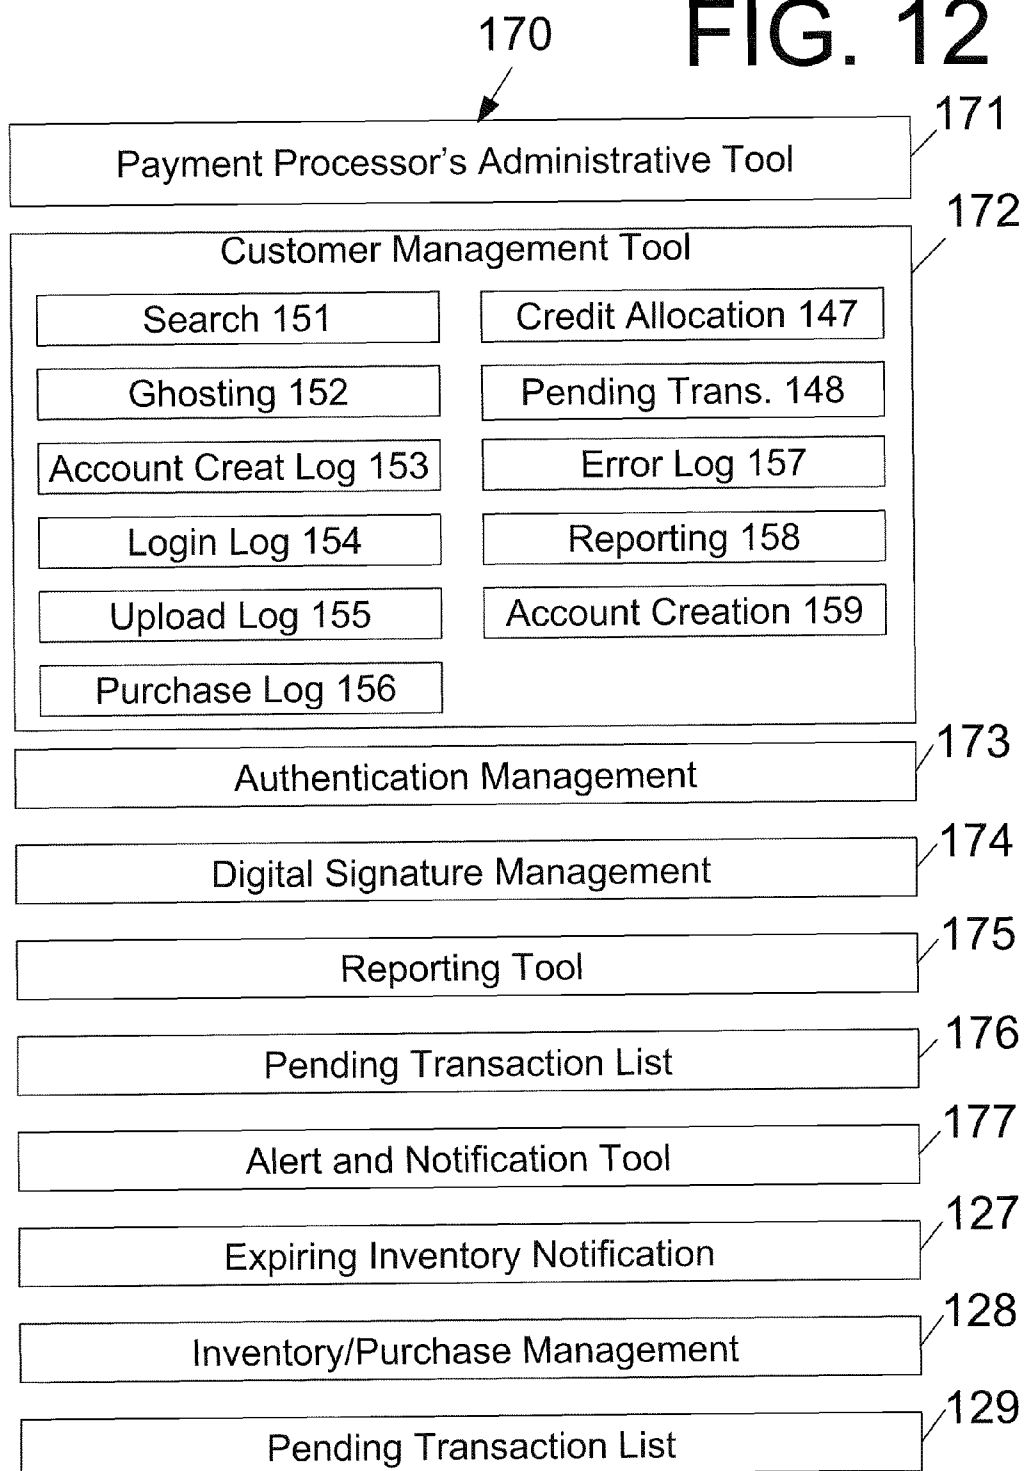 FIG. 12
170
Payment Processor's Administrative Tool
171
172
Customer Management Tool
Search 151
Credit Allocation 147
Ghosting 152
Pending Trans. 148
Account Creat Log 153
Error Log 157
Login Log 154
Reporting 158
Upload Log 155
Account Creation 159
Purchase Log 156
173
Authentication Management
174
Digital Signature Management
175
Reporting Tool
176
Pending Transaction List
177
Alert and Notification Tool
127
Expiring Inventory Notification
128
Inventory/Purchase Management
129
Pending Transaction List